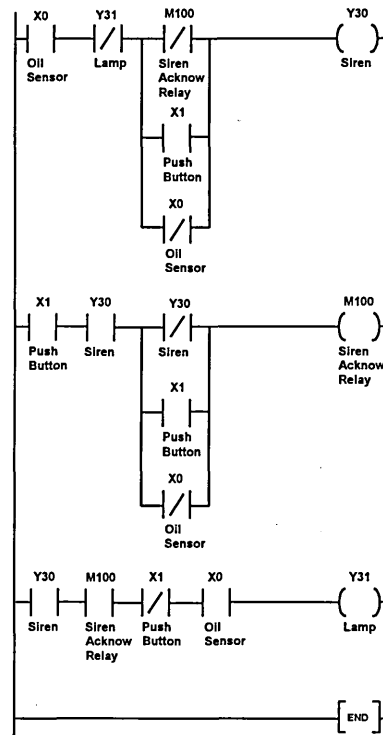 X0 Y31 M100 Y30
Oil Sensor Lamp Siren Acknow Relay Siren
X1
Push Button
X0
Oil Sensor
X1 Y30 Y30 M100
Push Button Siren Siren Siren Acknow Relay
X1
Push Button
X0
Oil Sensor
Y30 M100 X1 X0 Y31
Siren Siren Acknow Relay Push Button Oil Sensor Lamp
END